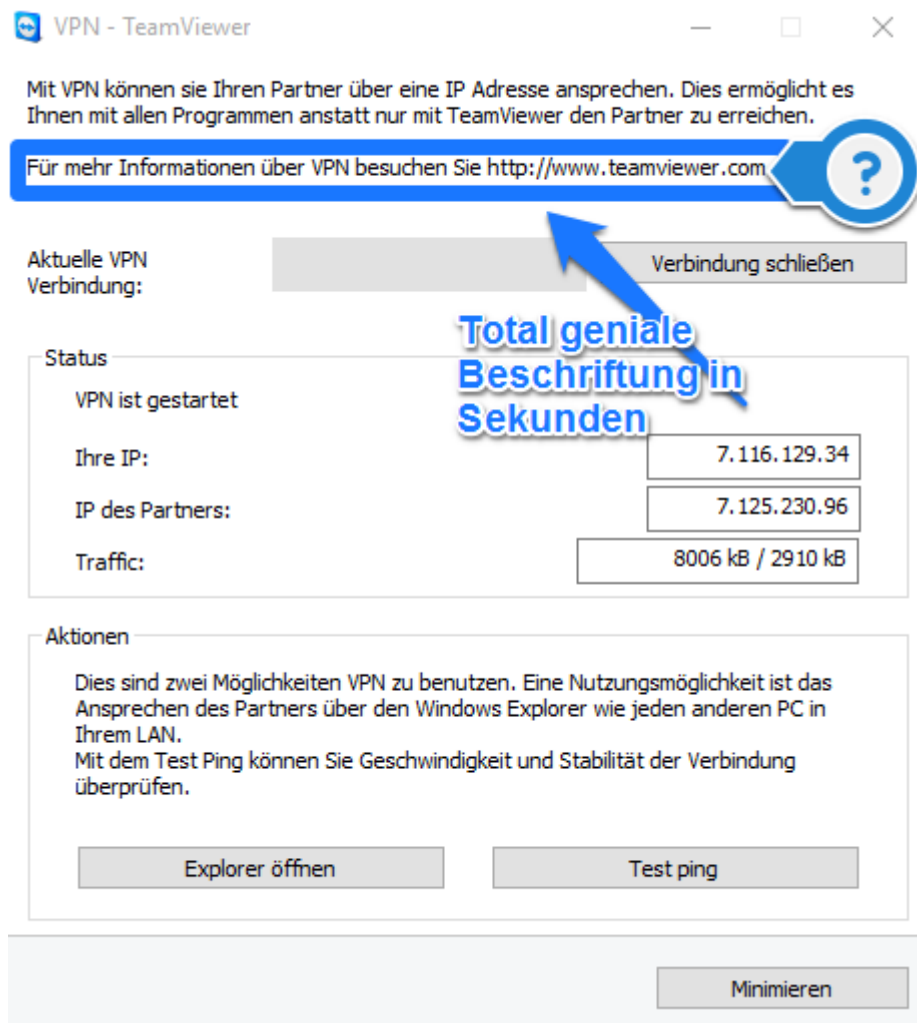 VPN - TeamViewer
Mit VPN können sie Ihren Partner über eine IP Adresse ansprechen. Dies ermöglicht es
Ihnen mit allen Programmen anstatt nur mit TeamViewer den Partner zu erreichen.
Für mehr Informationen über VPN besuchen Sie http://www.teamviewer.com
?
Aktuelle VPN
Verbindung:
Verbindung schließen
Total geniale
Beschriftung in
Sekunden
Status
VPN ist gestartet
Ihre IP: 7.116.129.34
IP des Partners: 7.125.230.96
Traffic: 8006 kB / 2910 kB
Aktionen
Dies sind zwei Möglichkeiten VPN zu benutzen. Eine Nutzungsmöglichkeit ist das
Ansprechen des Partners über den Windows Explorer wie jeden anderen PC in
Ihrem LAN.
Mit dem Test Ping können Sie Geschwindigkeit und Stabilität der Verbindung
überprüfen.
Explorer öffnen
Test ping
Minimieren